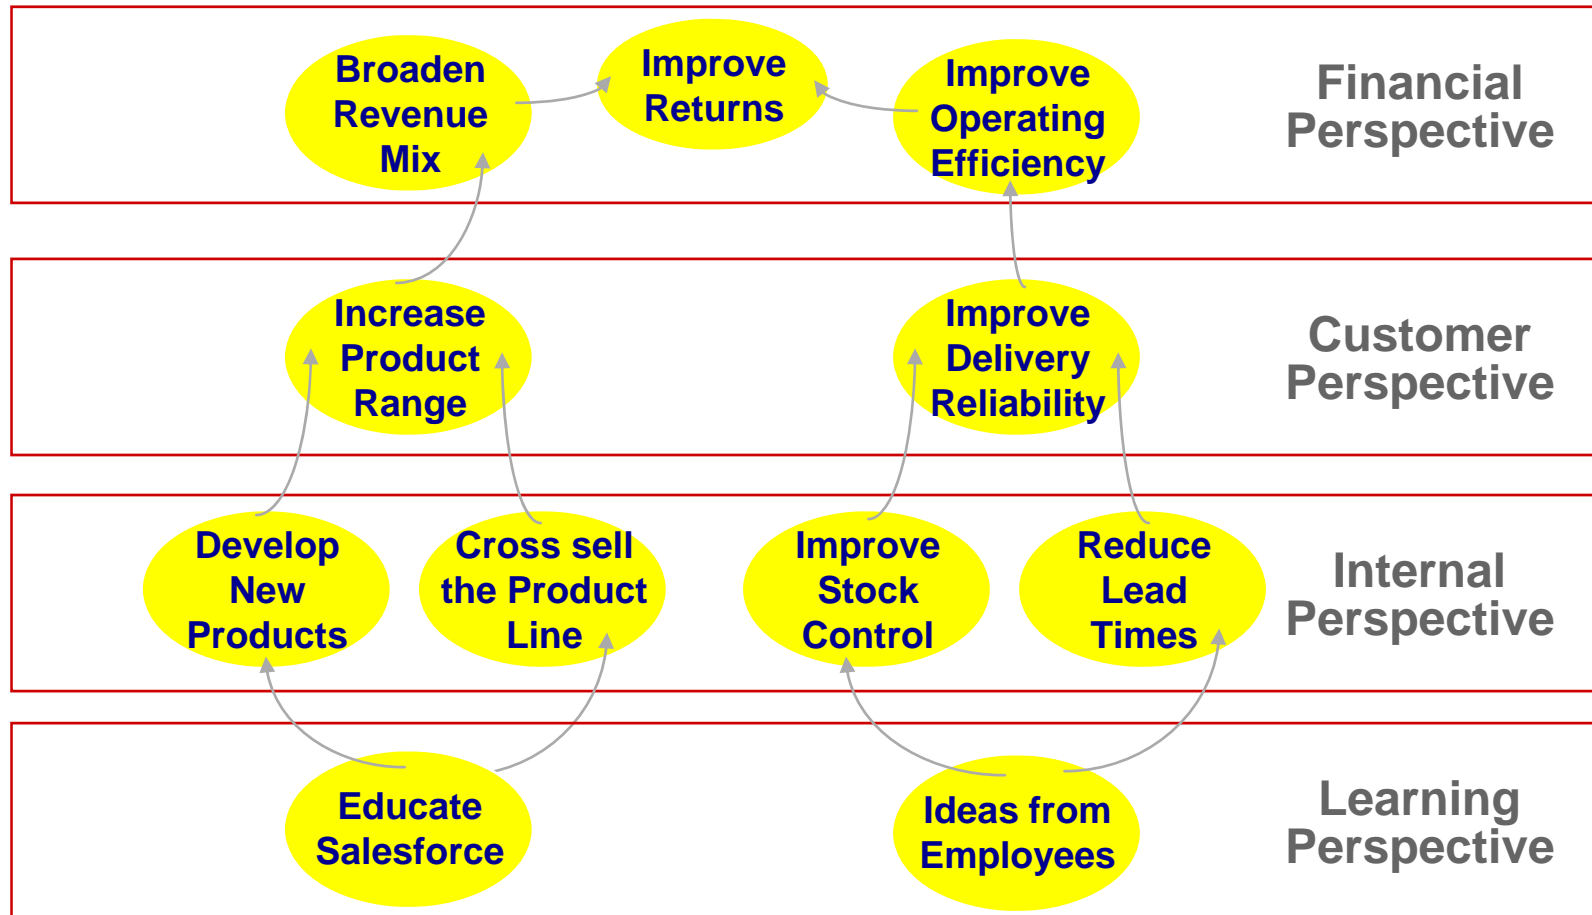 Broaden
Revenue
Mix
Improve
Returns
Improve
Operating
Efficiency
Financial
Perspective
Increase
Product
Range
Improve
Delivery
Reliability
Customer
Perspective
Develop
New
Products
Cross sell
the Product
Line
Improve
Stock
Control
Reduce
Lead
Times
Internal
Perspective
Educate
Salesforce
Ideas from
Employees
Learning
Perspective